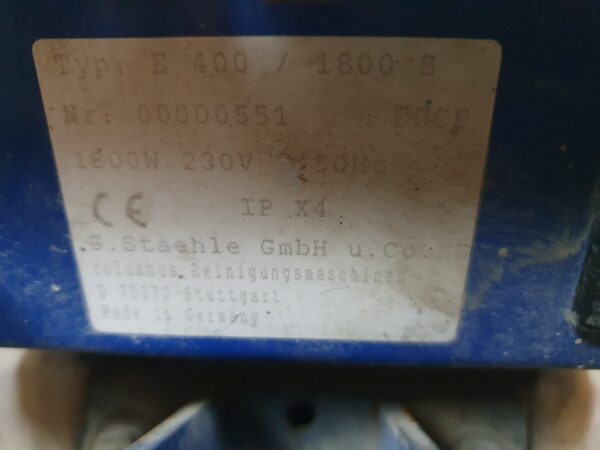 Typ. E 400 / 1800 S
Nr: 00000551
1800W 230V 50Hz
CE IP X4
G.Staehle GmbH u. Co.KG
columbus Reinigungsmaschinen
D 70372 Stuttgart
Made in Germany